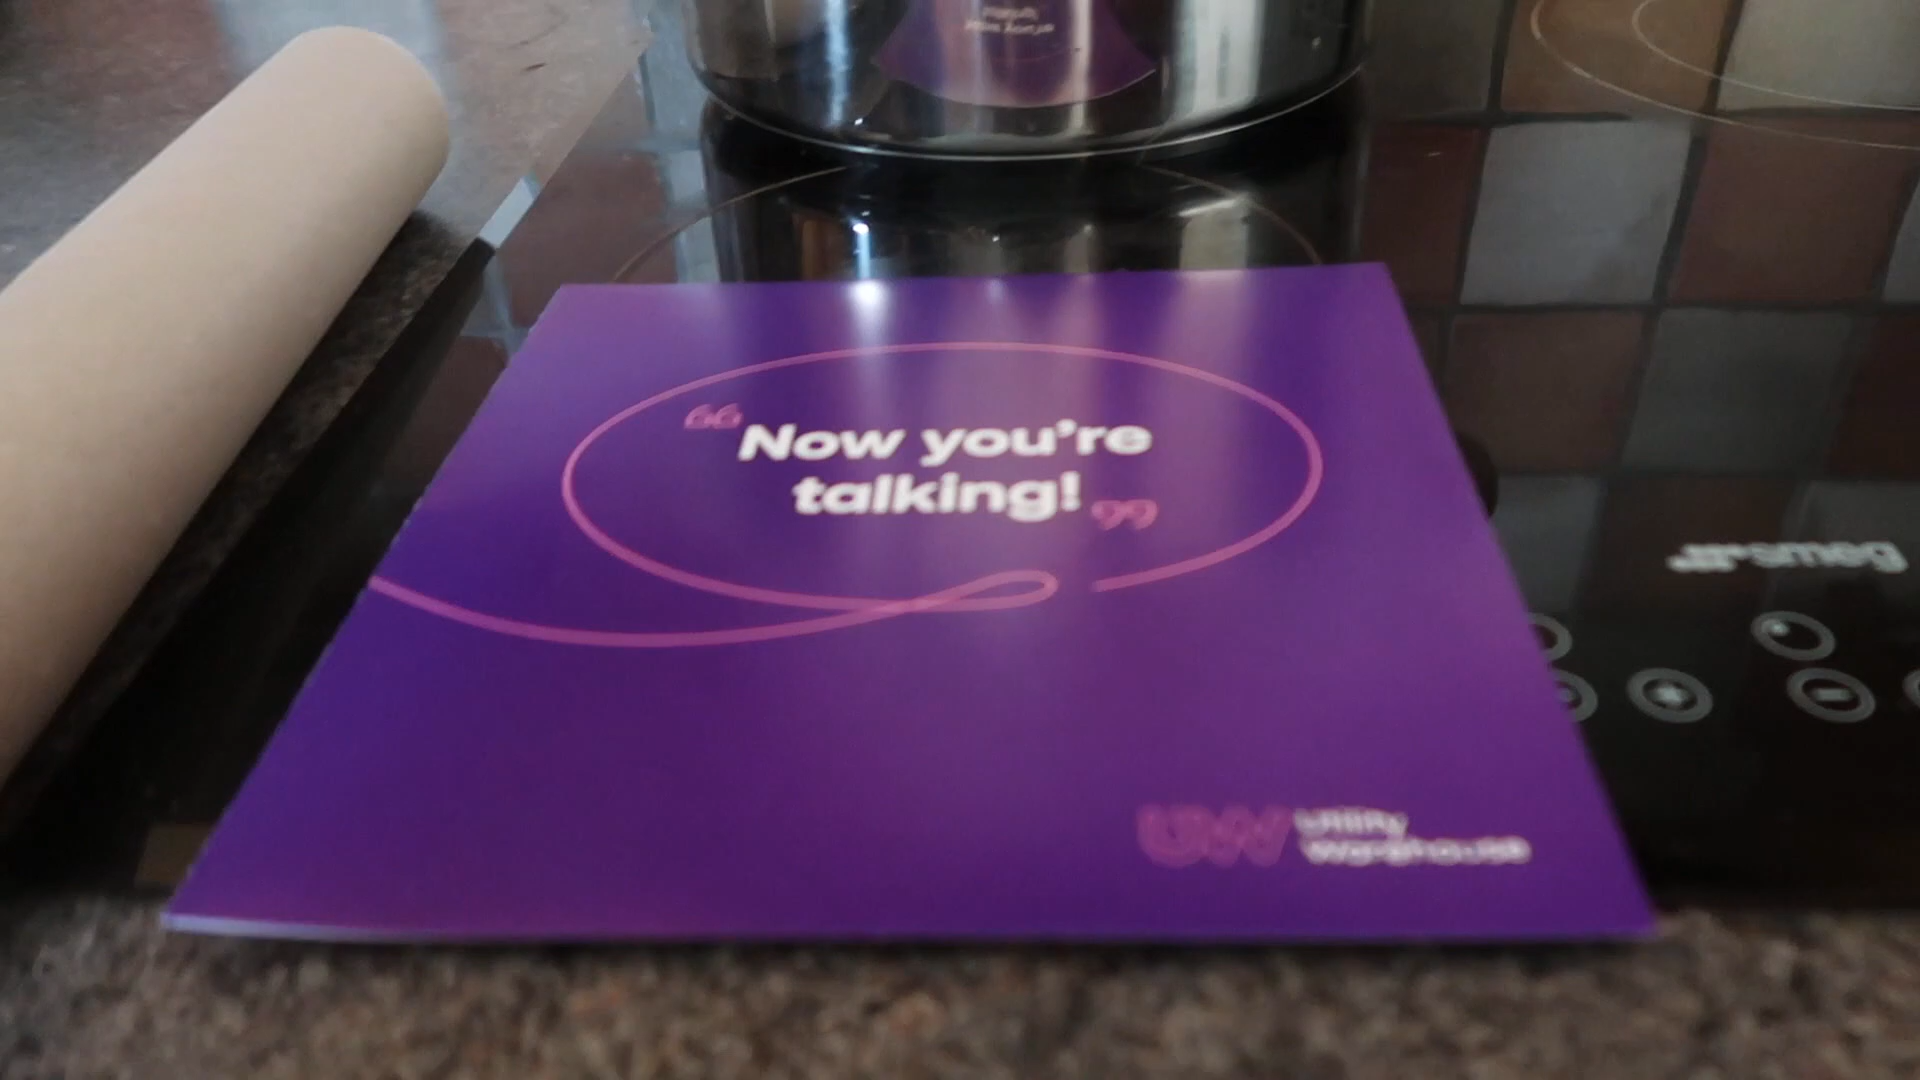 “Now you’re
talking!”
UW Utility
Warehouse
smeg